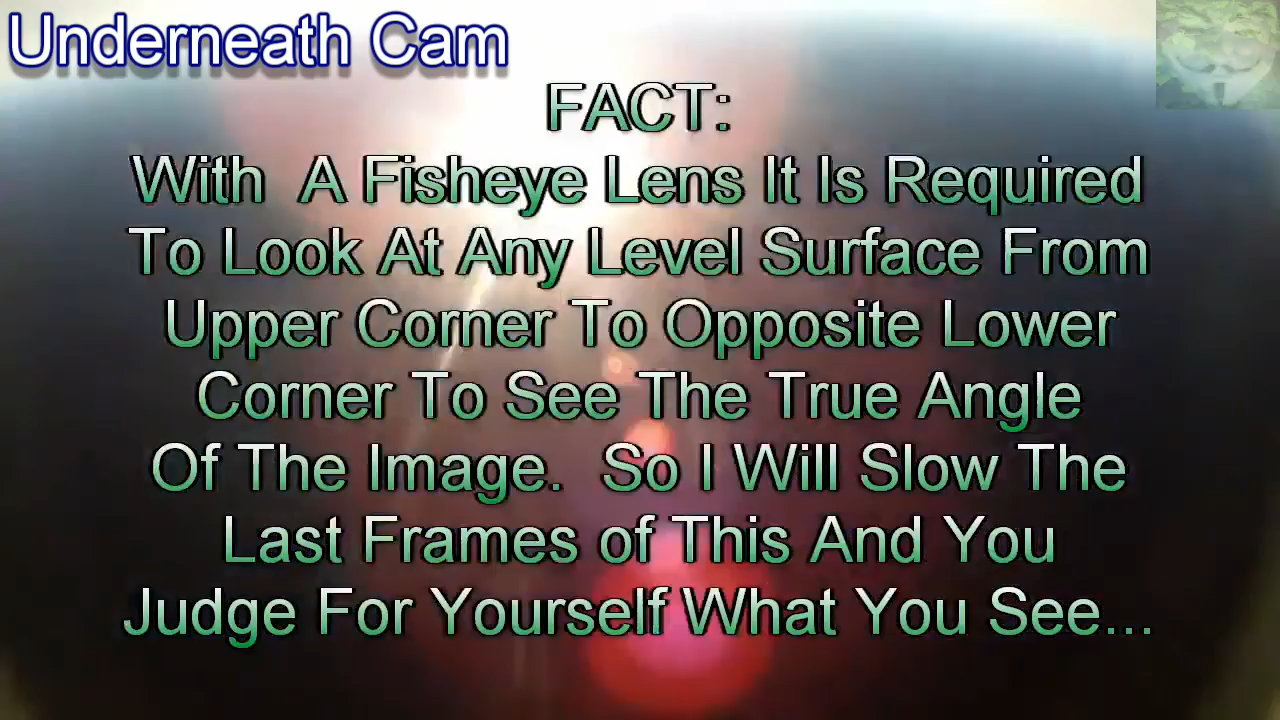 Underneath Cam
FACT:
With A Fisheye Lens It Is Required
To Look At Any Level Surface From
Upper Corner To Opposite Lower
Corner To See The True Angle
Of The Image. So I Will Slow The
Last Frames of This And You
Judge For Yourself What You See...